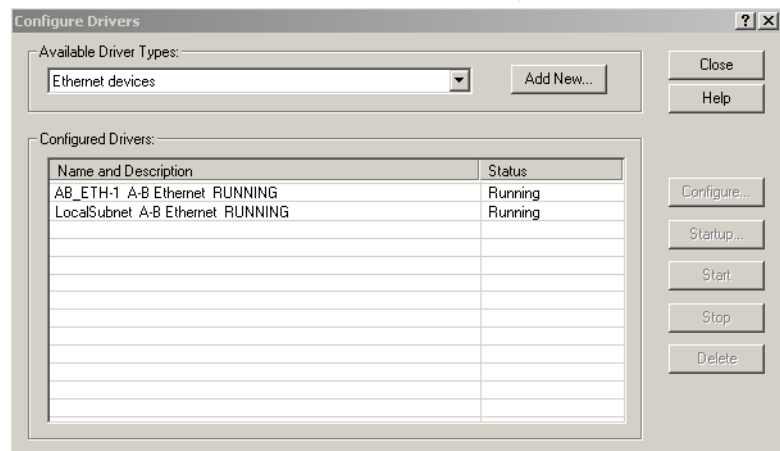 Configure Drivers
Available Driver Types:
Ethernet devices
Add New...
Close
Help
Configured Drivers:
Name and Description Status
AB_ETH-1 A-B Ethernet RUNNING Running
LocalSubnet A-B Ethernet RUNNING Running
Configure...
Startup...
Start
Stop
Delete